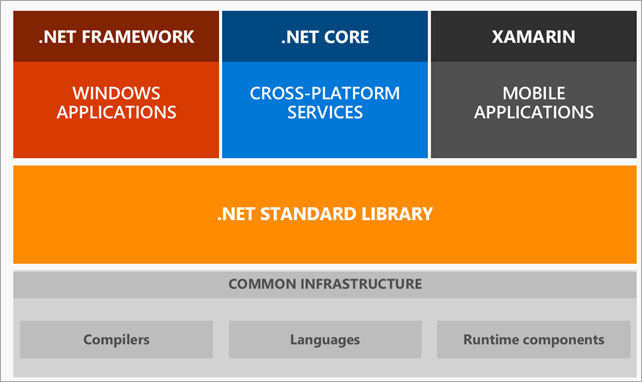 .NET FRAMEWORK
.NET CORE
XAMARIN
WINDOWS
APPLICATIONS
CROSS-PLATFORM
SERVICES
MOBILE
APPLICATIONS
.NET STANDARD LIBRARY
COMMON INFRASTRUCTURE
Compilers
Languages
Runtime components